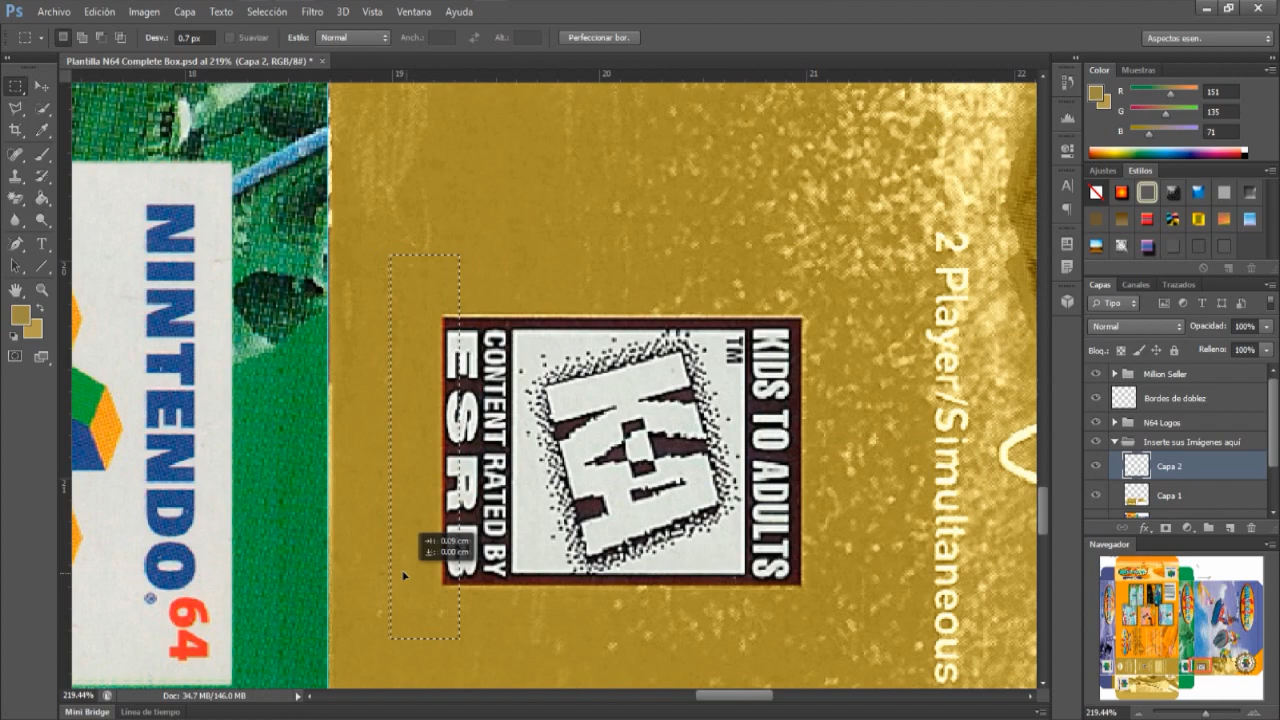 Ps Archivo Edición Imagen Capa Texto Selección Filtro 3D Vista Ventana Ayuda
Desv.: 0.7 px Suavizar Estilo: Normal Anch.: Alt.: Perfeccionar bor. Aspectos esen.
Plantilla N64 Complete Box.psd al 219% (Capa 2, RGB/8#) * ×
18 19 20 21 22
NINTENDO®64
ESRB
CONTENT RATED BY
TM
KIDS TO ADULTS
2 Player/Simultaneous
0.09 cm
0.00 cm
Color Muestras
R 151
G 135
B 71
Ajustes Estilos
Capas Canales Trazados
Tipo
Normal Opacidad: 100%
Bloq.: Relleno: 100%
Million Seller
Bordes de doblez
N64 Logos
Inserte sus Imágenes aquí
Capa 2
Capa 1
Navegador
219.44%
219.44% Doc: 34.7 MB/146.0 MB
Mini Bridge Línea de tiempo